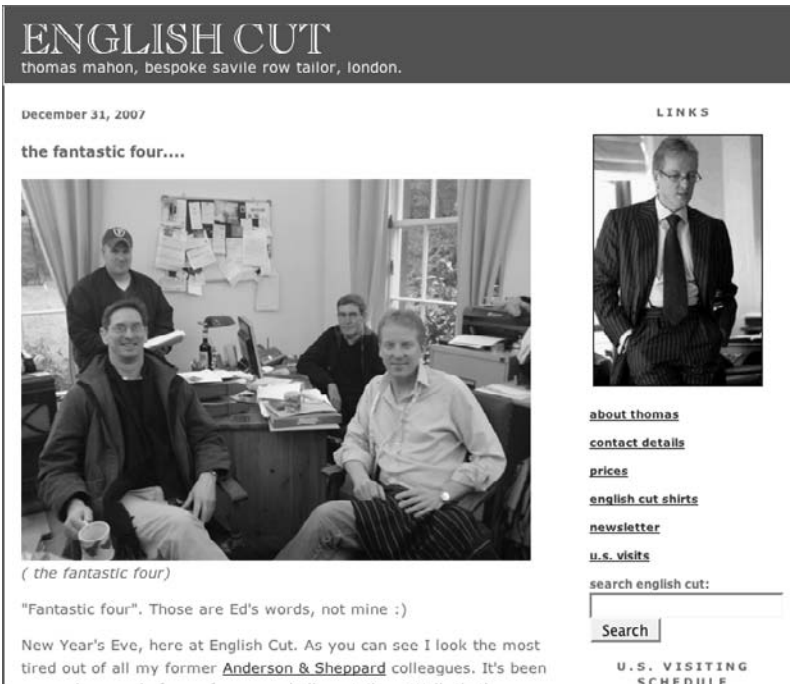 ENGLISH CUT
thomas mahon, bespoke savile row tailor, london.
December 31, 2007
the fantastic four....
( the fantastic four)
"Fantastic four". Those are Ed's words, not mine :)
New Year's Eve, here at English Cut. As you can see I look the most
tired out of all my former Anderson & Sheppard colleagues. It's been
LINKS
about thomas
contact details
prices
english cut shirts
newsletter
u.s. visits
search english cut:
Search
U.S. VISITING
SCHEDULE